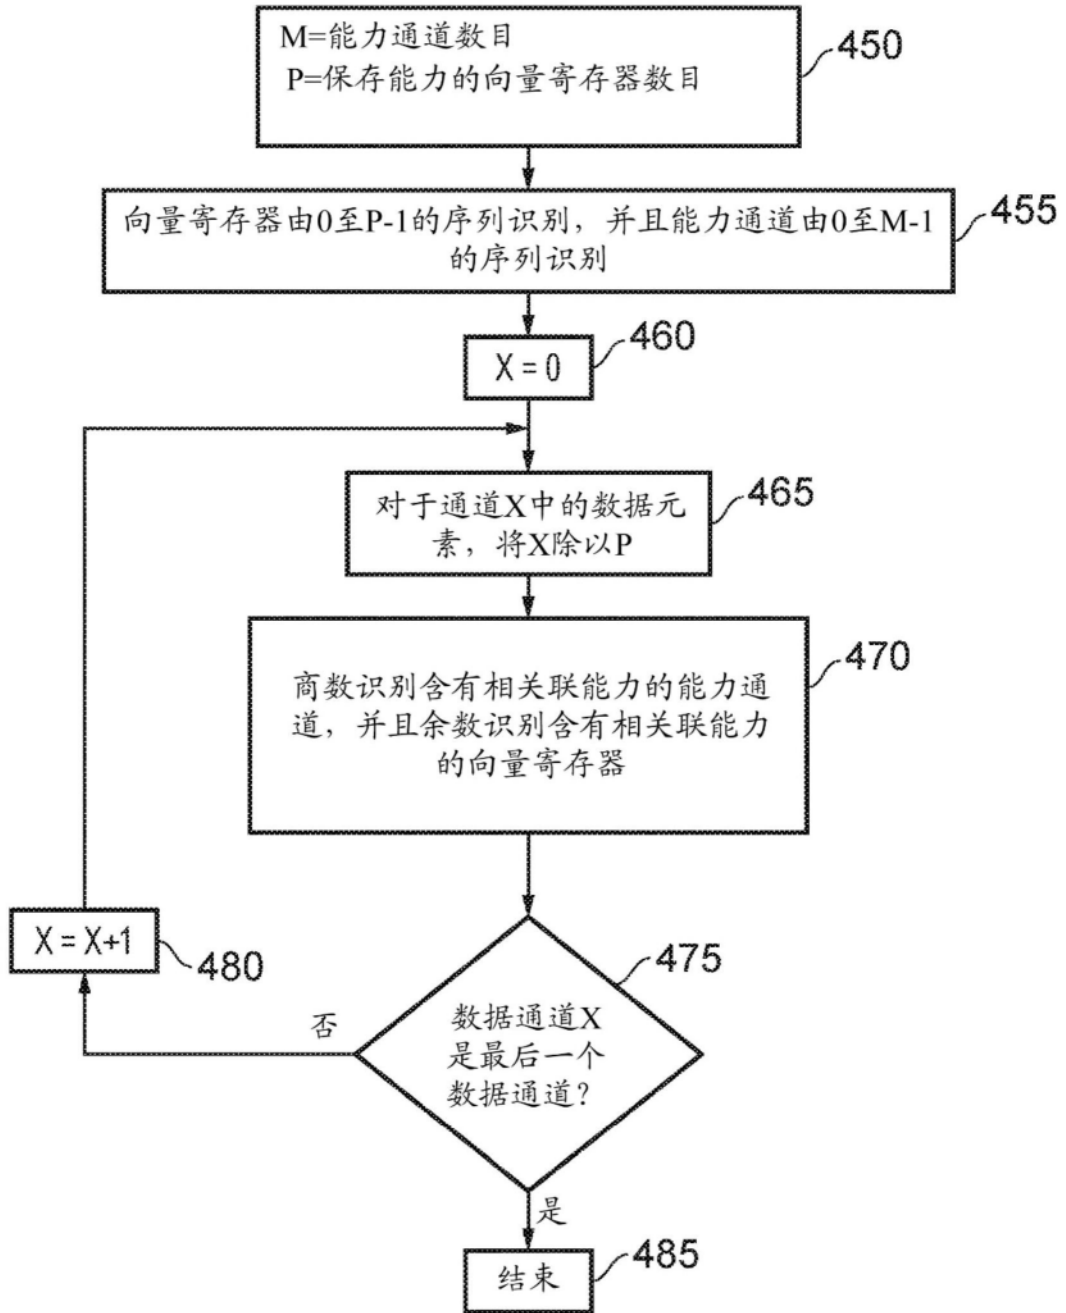 M=能力通道数目
P=保存能力的向量寄存器数目
450
向量寄存器由0至P-1的序列识别，并且能力通道由0至M-1
的序列识别
455
X = 0
460
对于通道X中的数据元
素，将X除以P
465
商数识别含有相关联能力的能力通
道，并且余数识别含有相关联能力
的向量寄存器
470
数据通道X
是最后一个
数据通道？
475
否
X = X+1
480
是
结束
485